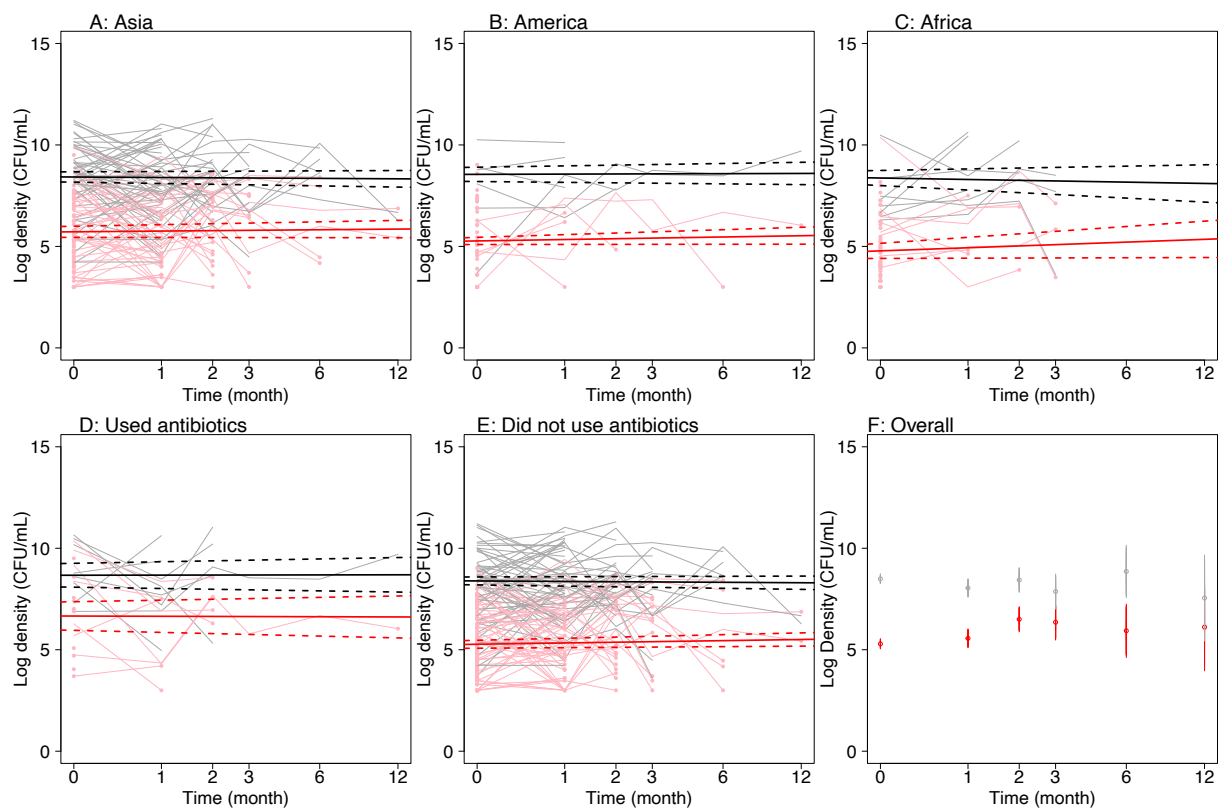 A: Asia
Log density (CFU/mL)
15
10
5
0
0 1 2 3 6 12
Time (month)
B: America
Log density (CFU/mL)
15
10
5
0
0 1 2 3 6 12
Time (month)
C: Africa
Log density (CFU/mL)
15
10
5
0
0 1 2 3 6 12
Time (month)
D: Used antibiotics
Log density (CFU/mL)
15
10
5
0
0 1 2 3 6 12
Time (month)
E: Did not use antibiotics
Log density (CFU/mL)
15
10
5
0
0 1 2 3 6 12
Time (month)
F: Overall
Log Density (CFU/mL)
15
10
5
0
0 1 2 3 6 12
Time (month)